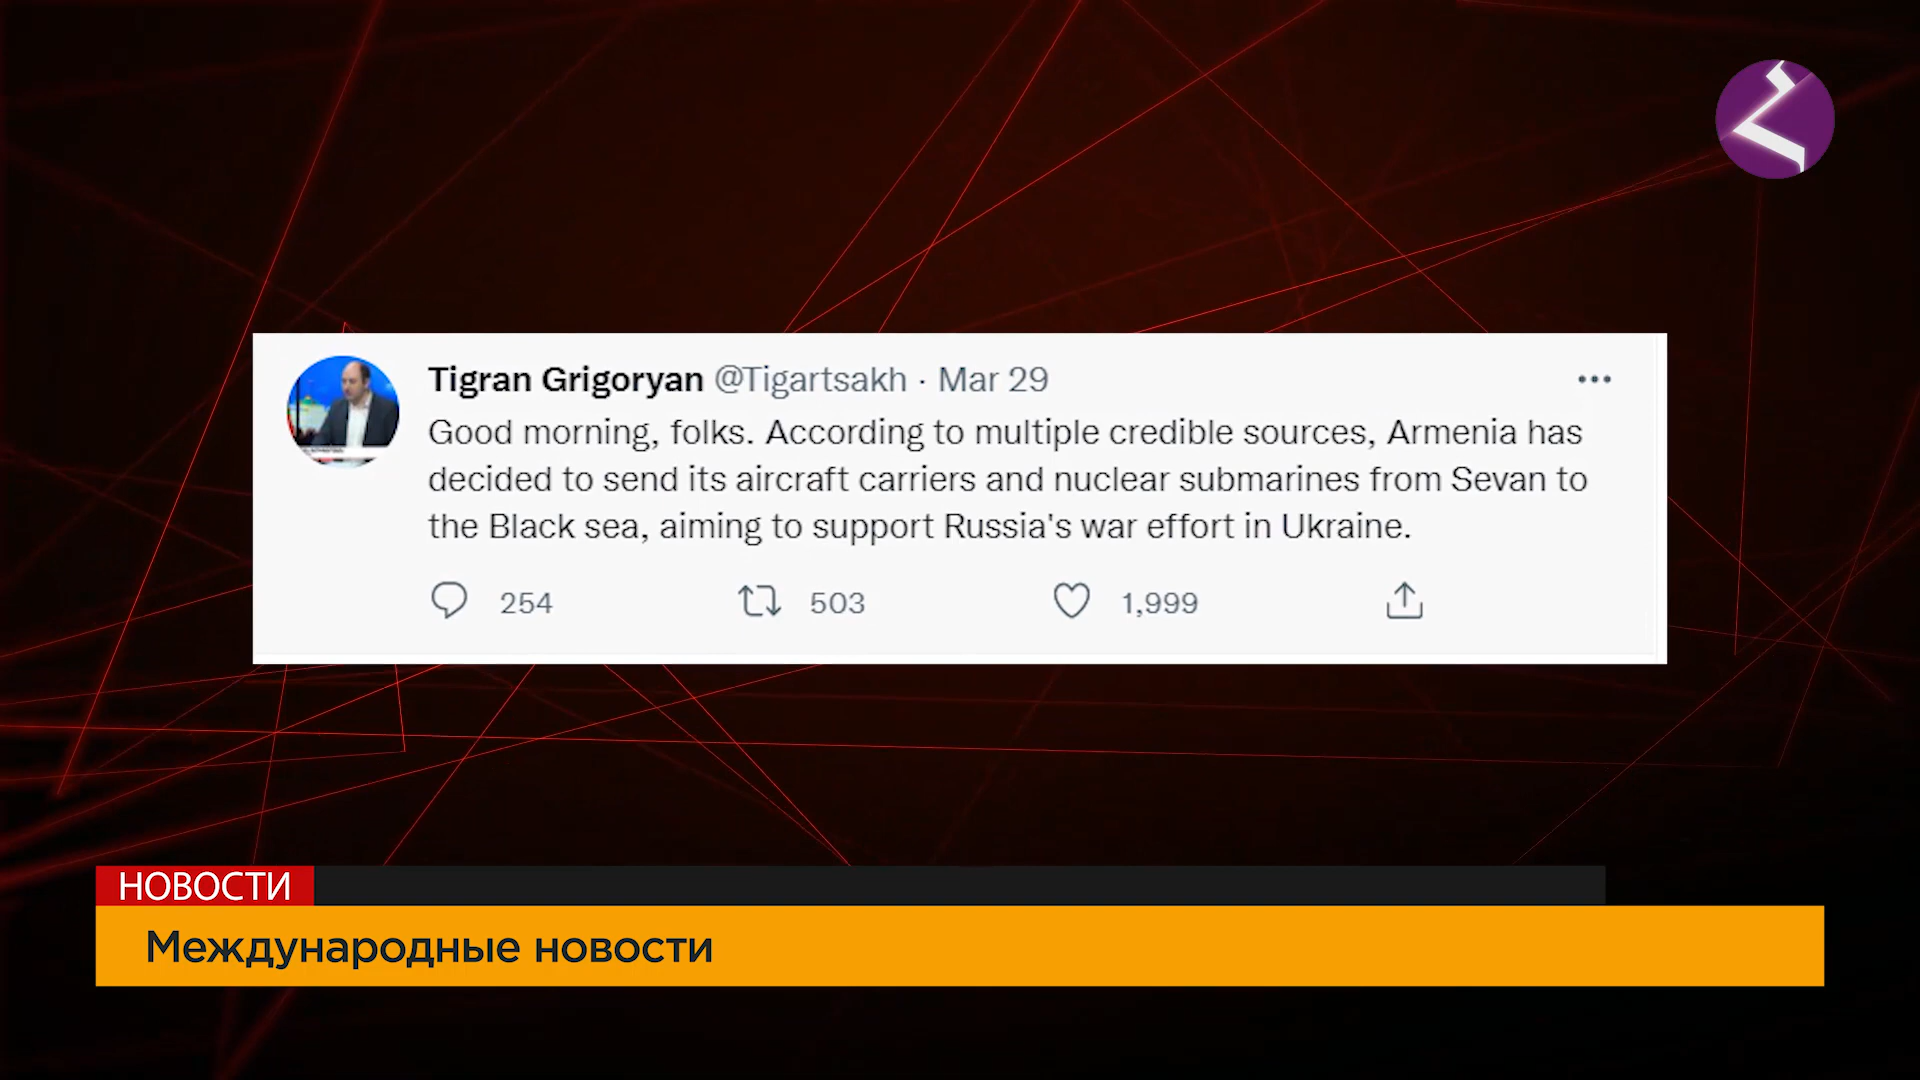 Tigran Grigoryan @Tigartsakh · Mar 29
Good morning, folks. According to multiple credible sources, Armenia has
decided to send its aircraft carriers and nuclear submarines from Sevan to
the Black sea, aiming to support Russia's war effort in Ukraine.
254 503 1,999
НОВОСТИ
Международные новости